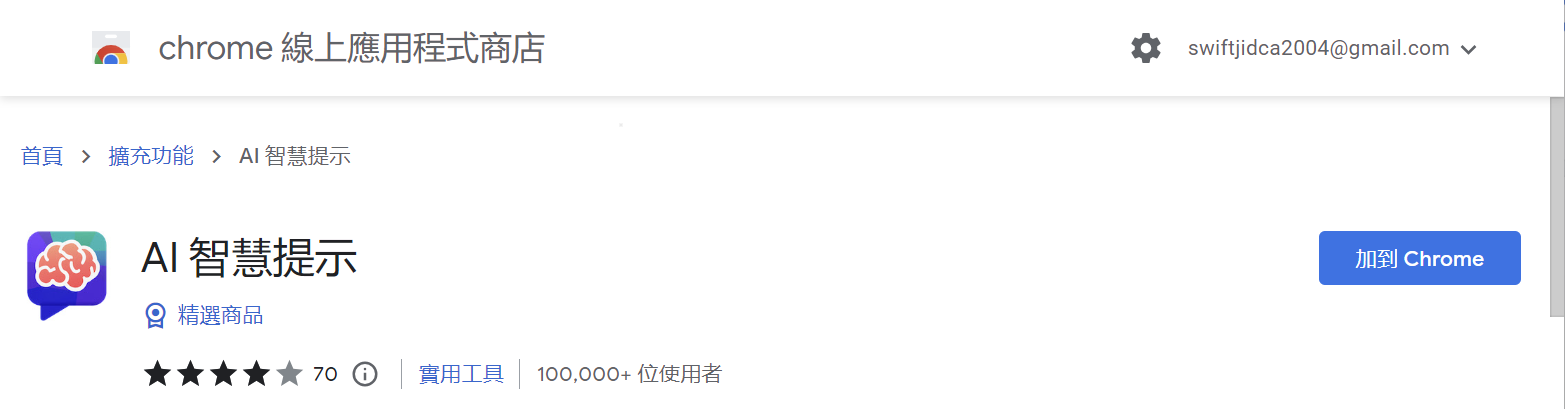 chrome 線上應用程式商店
swiftjidca2004@gmail.com
首頁 > 擴充功能 > AI 智慧提示
AI 智慧提示
加到 Chrome
精選商品
70 實用工具 100,000+ 位使用者